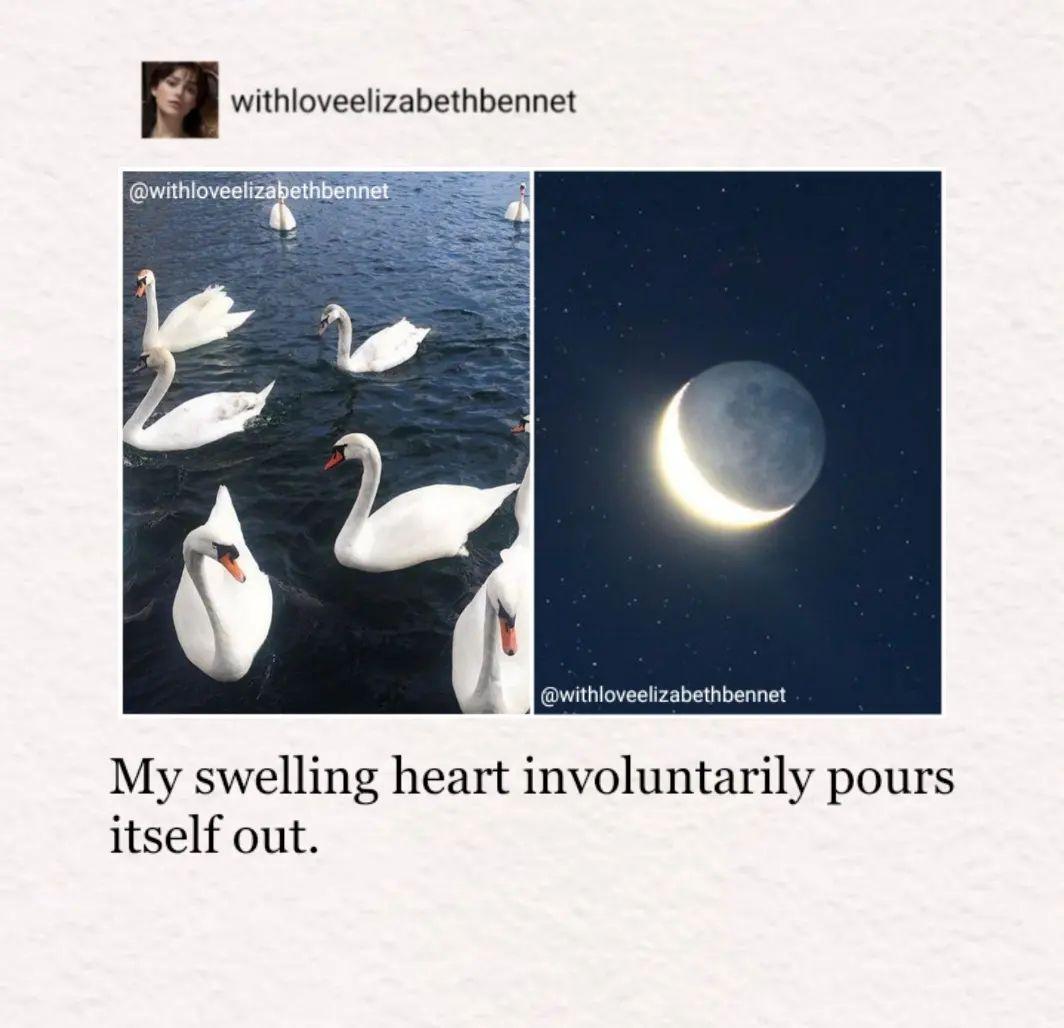 withloveelizabethbennet
@withloveelizabethbennet
@withloveelizabethbennet
My swelling heart involuntarily pours
itself out.